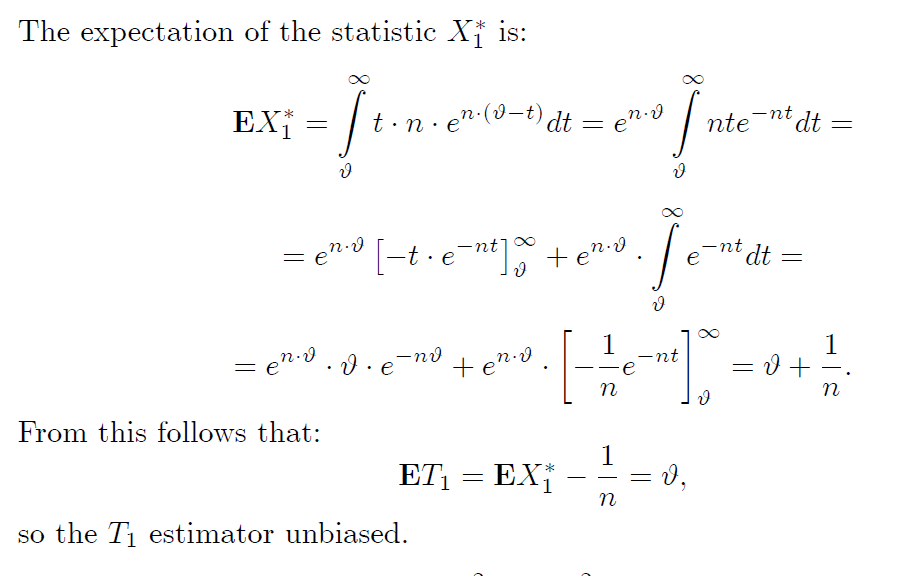 The expectation of the statistic $X_1^*$ is:
$$\mathbf{E}X_1^* = \int\limits_{\vartheta}^{\infty} t \cdot n \cdot e^{n \cdot (\vartheta - t)} dt = e^{n \cdot \vartheta} \int\limits_{\vartheta}^{\infty} nte^{-nt} dt =$$
$$= e^{n \cdot \vartheta} \left[-t \cdot e^{-nt}\right]_{\vartheta}^{\infty} + e^{n \cdot \vartheta} \cdot \int\limits_{\vartheta}^{\infty} e^{-nt} dt =$$
$$= e^{n \cdot \vartheta} \cdot \vartheta \cdot e^{-n\vartheta} + e^{n \cdot \vartheta} \cdot \left[-\frac{1}{n} e^{-nt}\right]_{\vartheta}^{\infty} = \vartheta + \frac{1}{n}.$$
From this follows that:
$$\mathbf{E}T_1 = \mathbf{E}X_1^* - \frac{1}{n} = \vartheta,$$
so the $T_1$ estimator unbiased.